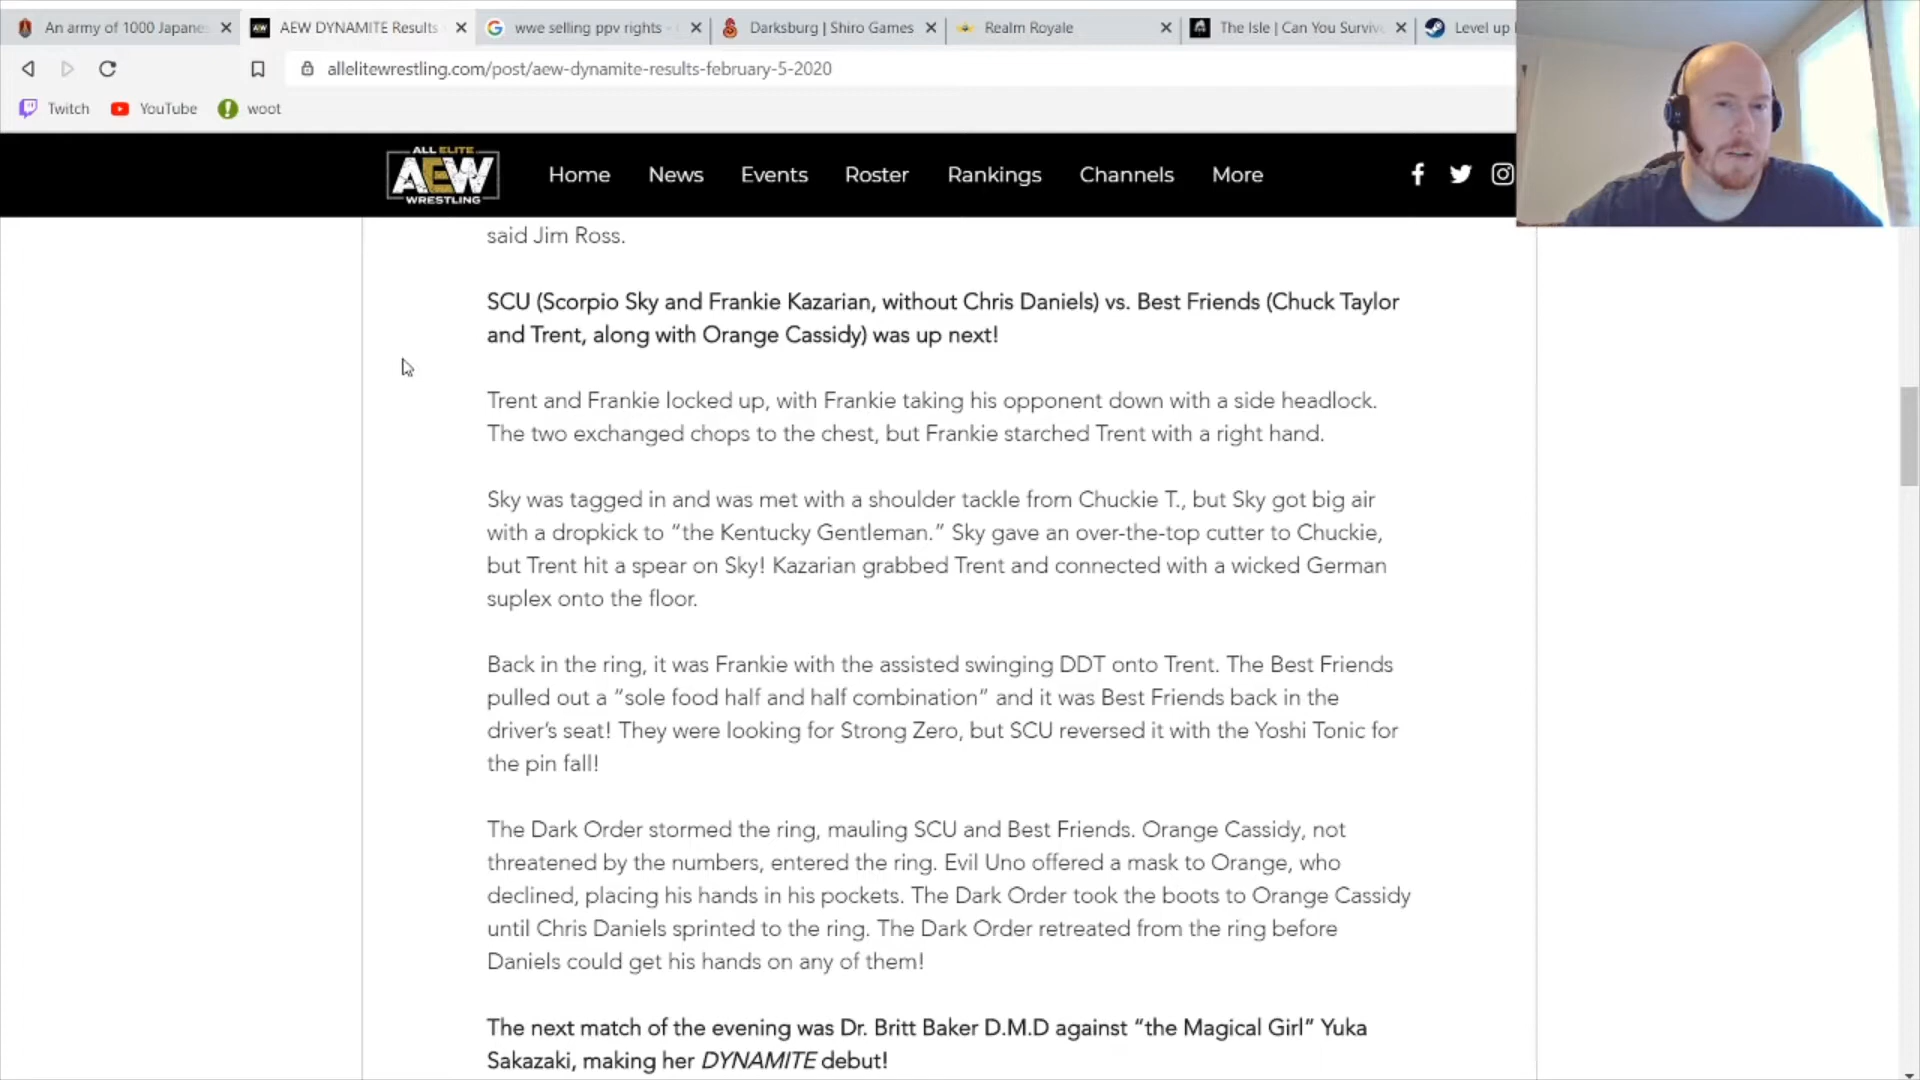 An army of 1000 Japane
AEW DYNAMITE Results
wwe selling ppv rights -
Darksburg | Shiro Games
Realm Royale
The Isle | Can You Surviv
Level up
allelitewrestling.com/post/aew-dynamite-results-february-5-2020
Twitch
YouTube
woot
ALL ELITE
AEW
WRESTLING
Home
News
Events
Roster
Rankings
Channels
More
said Jim Ross.
SCU (Scorpio Sky and Frankie Kazarian, without Chris Daniels) vs. Best Friends (Chuck Taylor
and Trent, along with Orange Cassidy) was up next!
Trent and Frankie locked up, with Frankie taking his opponent down with a side headlock.
The two exchanged chops to the chest, but Frankie starched Trent with a right hand.
Sky was tagged in and was met with a shoulder tackle from Chuckie T., but Sky got big air
with a dropkick to “the Kentucky Gentleman.” Sky gave an over-the-top cutter to Chuckie,
but Trent hit a spear on Sky! Kazarian grabbed Trent and connected with a wicked German
suplex onto the floor.
Back in the ring, it was Frankie with the assisted swinging DDT onto Trent. The Best Friends
pulled out a “sole food half and half combination” and it was Best Friends back in the
driver’s seat! They were looking for Strong Zero, but SCU reversed it with the Yoshi Tonic for
the pin fall!
The Dark Order stormed the ring, mauling SCU and Best Friends. Orange Cassidy, not
threatened by the numbers, entered the ring. Evil Uno offered a mask to Orange, who
declined, placing his hands in his pockets. The Dark Order took the boots to Orange Cassidy
until Chris Daniels sprinted to the ring. The Dark Order retreated from the ring before
Daniels could get his hands on any of them!
The next match of the evening was Dr. Britt Baker D.M.D against “the Magical Girl” Yuka
Sakazaki, making her DYNAMITE debut!